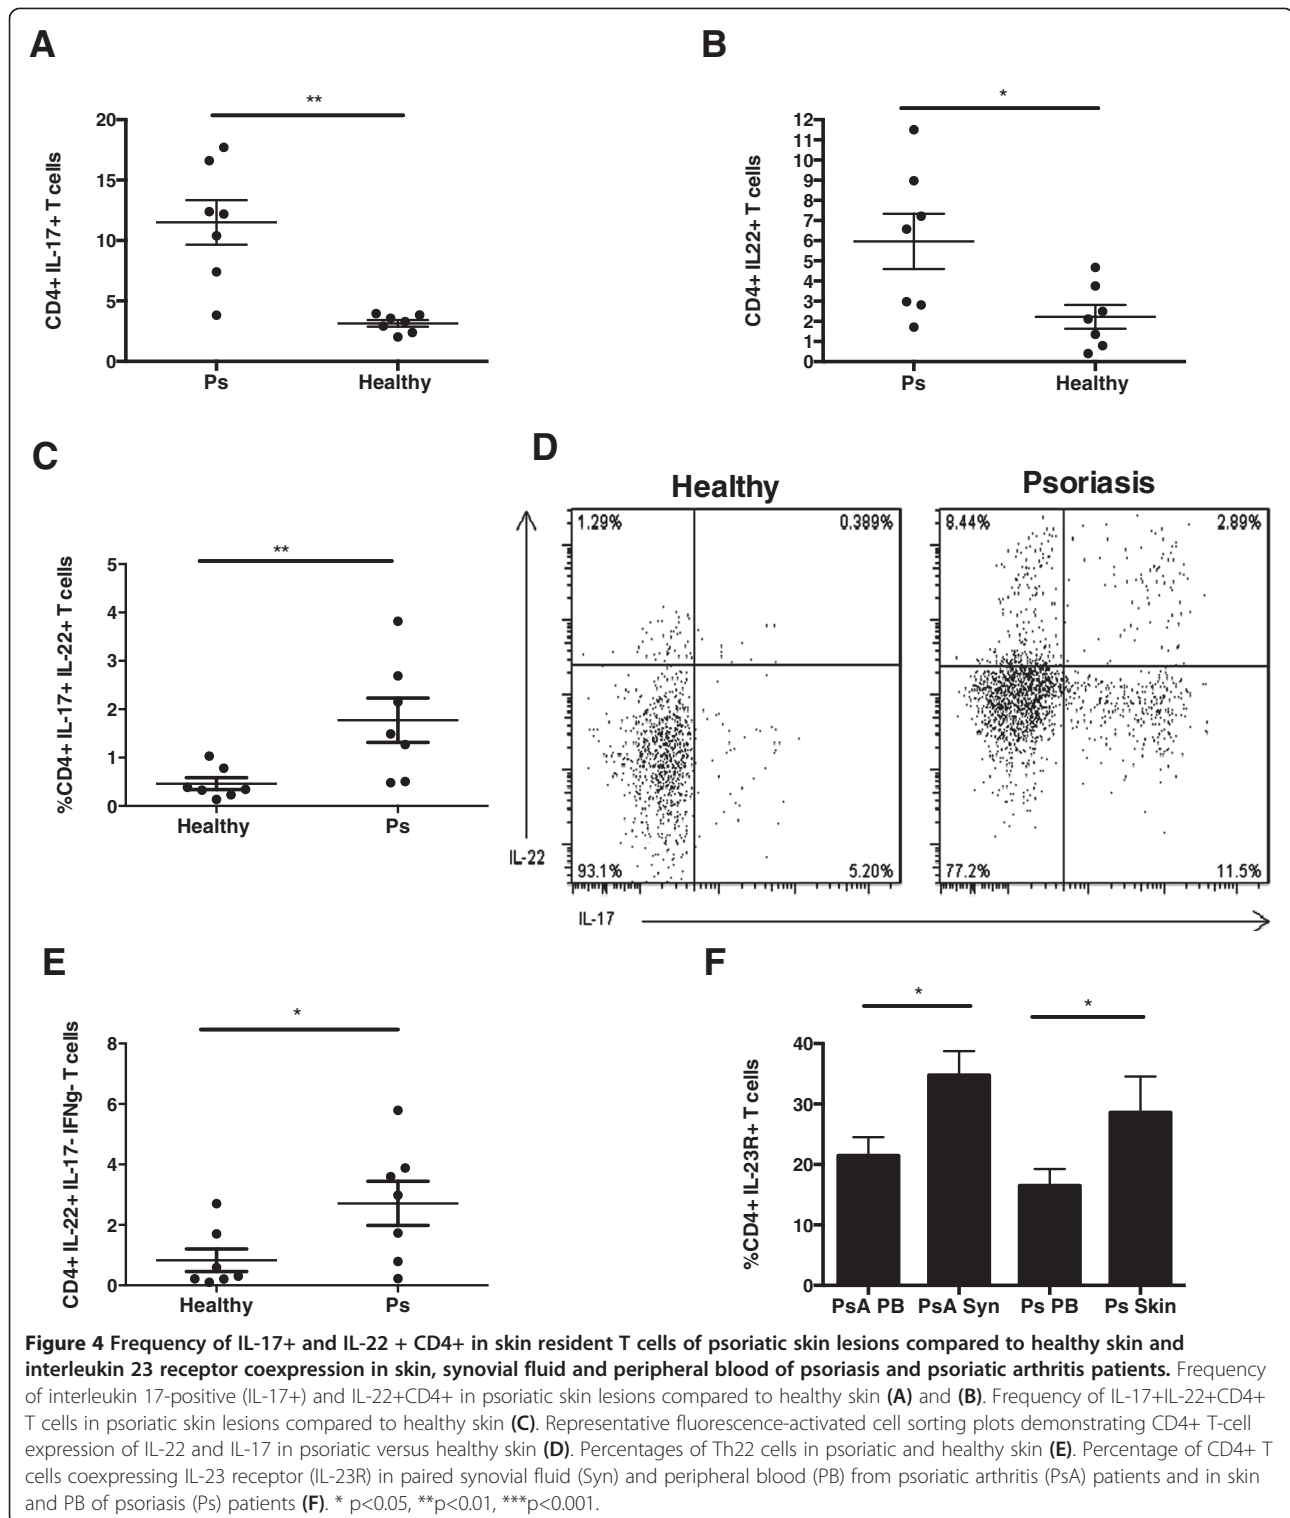 A
B
**
*
20
15
10
5
0
CD4+ IL-17+ T cells
Ps
Healthy
12
11
10
9
8
7
6
5
4
3
2
1
0
CD4+ IL22+ T cells
Ps
Healthy
C
D
**
5
4
3
2
1
0
%CD4+ IL-17+ IL-22+ T cells
Healthy
Ps
Healthy
Psoriasis
1.29%
0.389%
8.44%
2.89%
93.1%
5.20%
77.2%
11.5%
IL-22
IL-17
E
F
*
8
6
4
2
0
CD4+ IL-22+ IL-17- IFNg- T cells
Healthy
Ps
*
*
40
30
20
10
0
%CD4+ IL-23R+ T cells
PsA PB
PsA Syn
Ps PB
Ps Skin
Figure 4 Frequency of IL-17+ and IL-22 + CD4+ in skin resident T cells of psoriatic skin lesions compared to healthy skin and
interleukin 23 receptor coexpression in skin, synovial fluid and peripheral blood of psoriasis and psoriatic arthritis patients. Frequency
of interleukin 17-positive (IL-17+) and IL-22+CD4+ in psoriatic skin lesions compared to healthy skin (A) and (B). Frequency of IL-17+IL-22+CD4+
T cells in psoriatic skin lesions compared to healthy skin (C). Representative fluorescence-activated cell sorting plots demonstrating CD4+ T-cell
expression of IL-22 and IL-17 in psoriatic versus healthy skin (D). Percentages of Th22 cells in psoriatic and healthy skin (E). Percentage of CD4+ T
cells coexpressing IL-23 receptor (IL-23R) in paired synovial fluid (Syn) and peripheral blood (PB) from psoriatic arthritis (PsA) patients and in skin
and PB of psoriasis (Ps) patients (F). * p<0.05, **p<0.01, ***p<0.001.